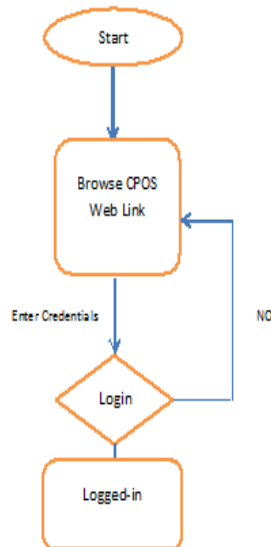 Start
Browse CPOS
Web Link
Enter Credentials
NO
Login
Logged-in